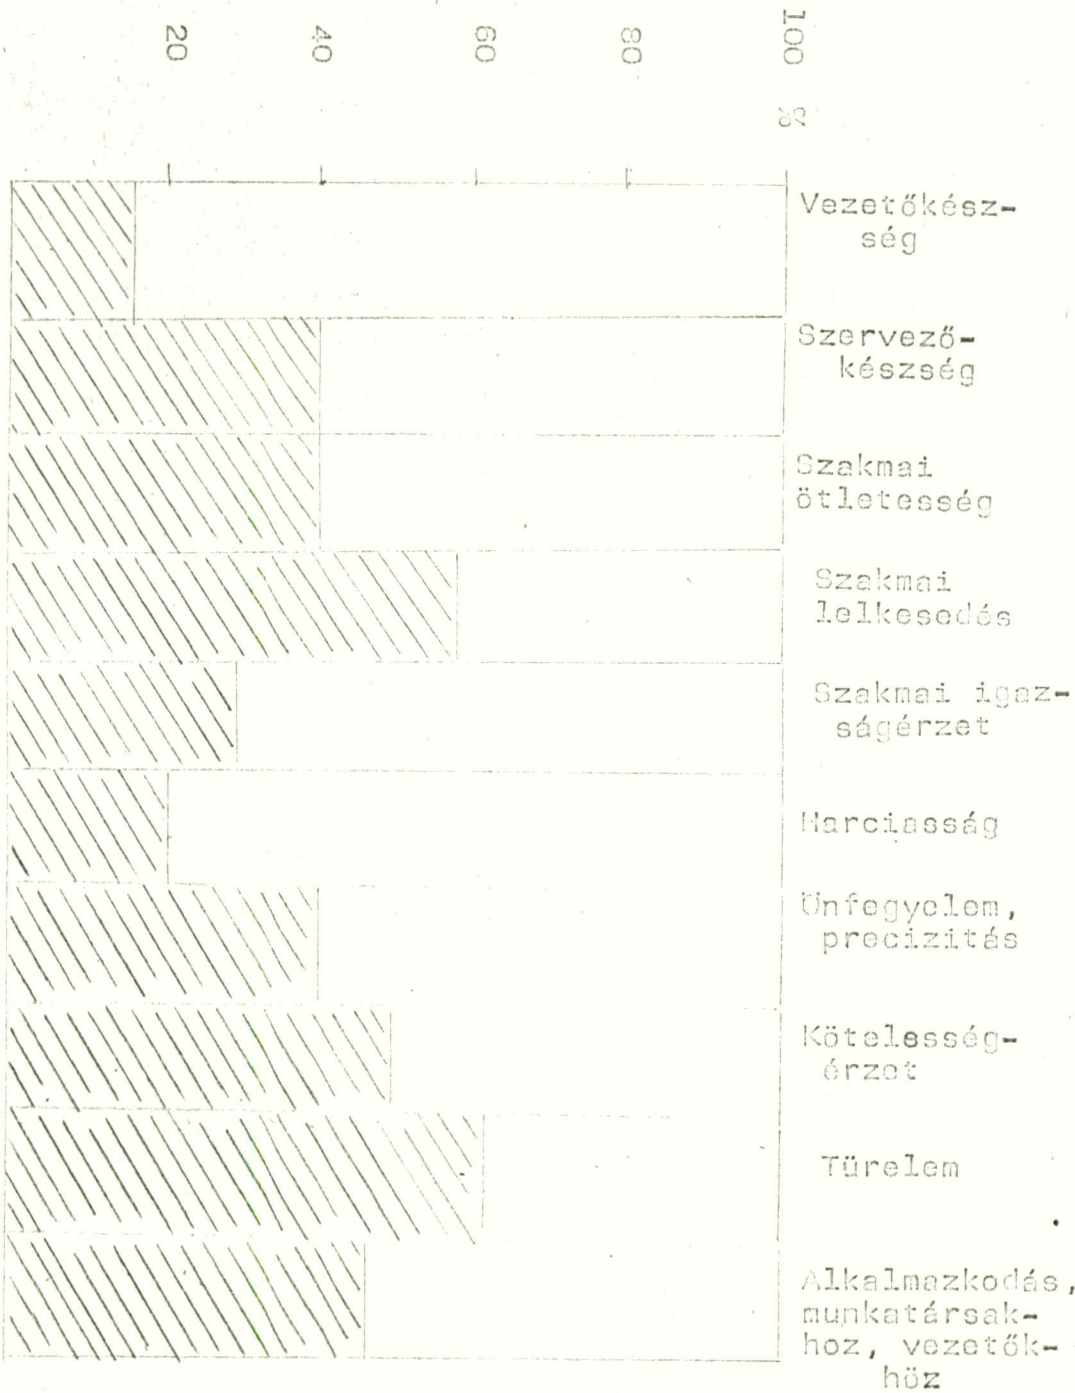 20
40
60
80
100 %
Vezetőkész-
ség
Szervező-
készség
Szakmai
ötletesség
Szakmai
lelkesedés
Szakmai igaz-
ságérzet
Harciasság
Önfegyelem,
precizitás
Kötelesség-
érzet
Türelem
Alkalmazkodás,
munkatársak-
hoz, vezetők-
höz